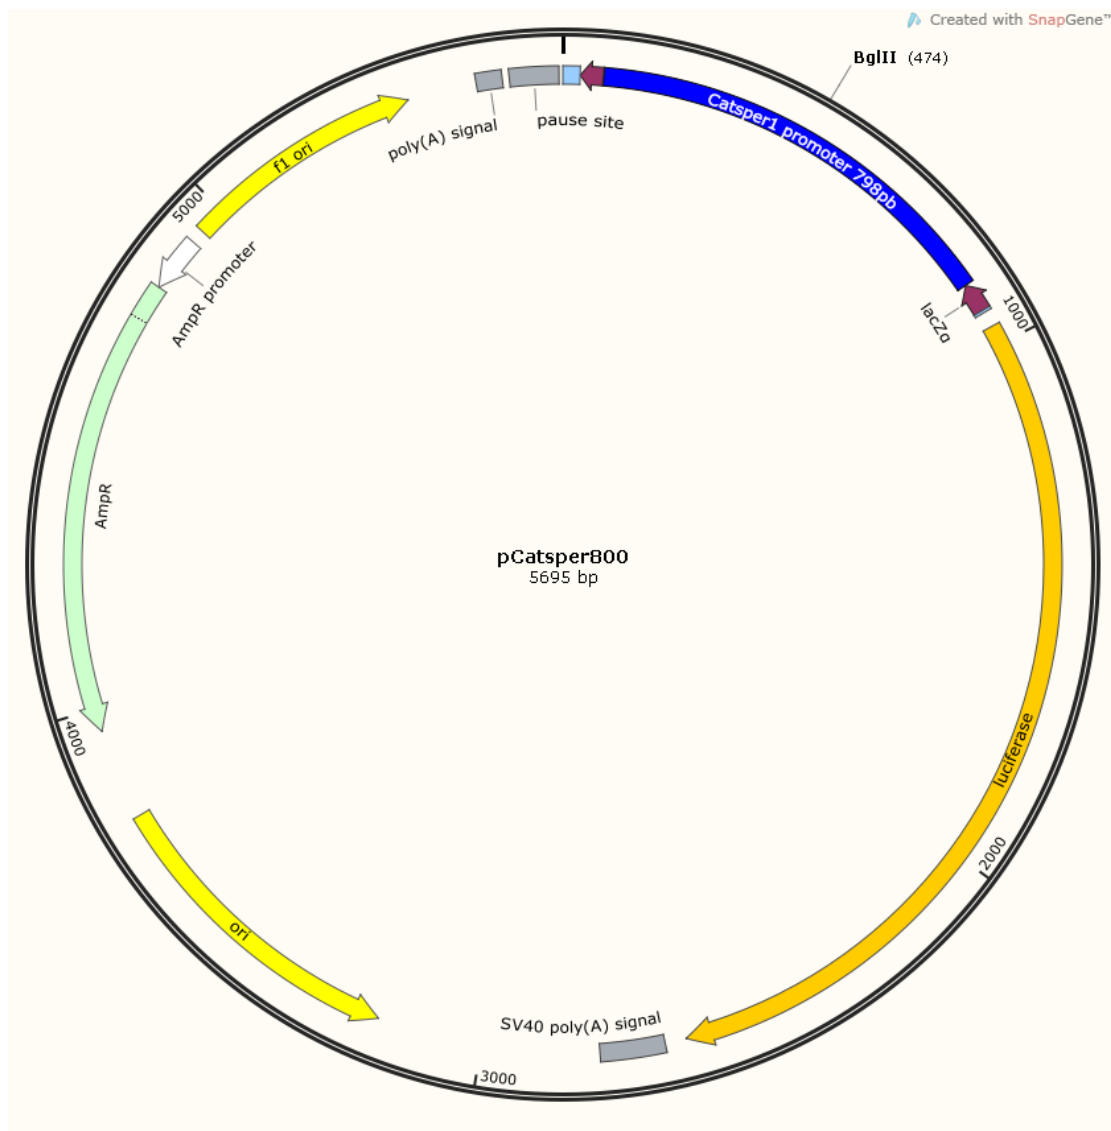 Created with SnapGene™
BglII (474)
Catsper1 promoter 798pb
pause site
poly(A) signal
f1 ori
5000
AmpR promoter
lacZα
1000
AmpR
pCatsper800
5695 bp
4000
luciferase
2000
ori
SV40 poly(A) signal
3000